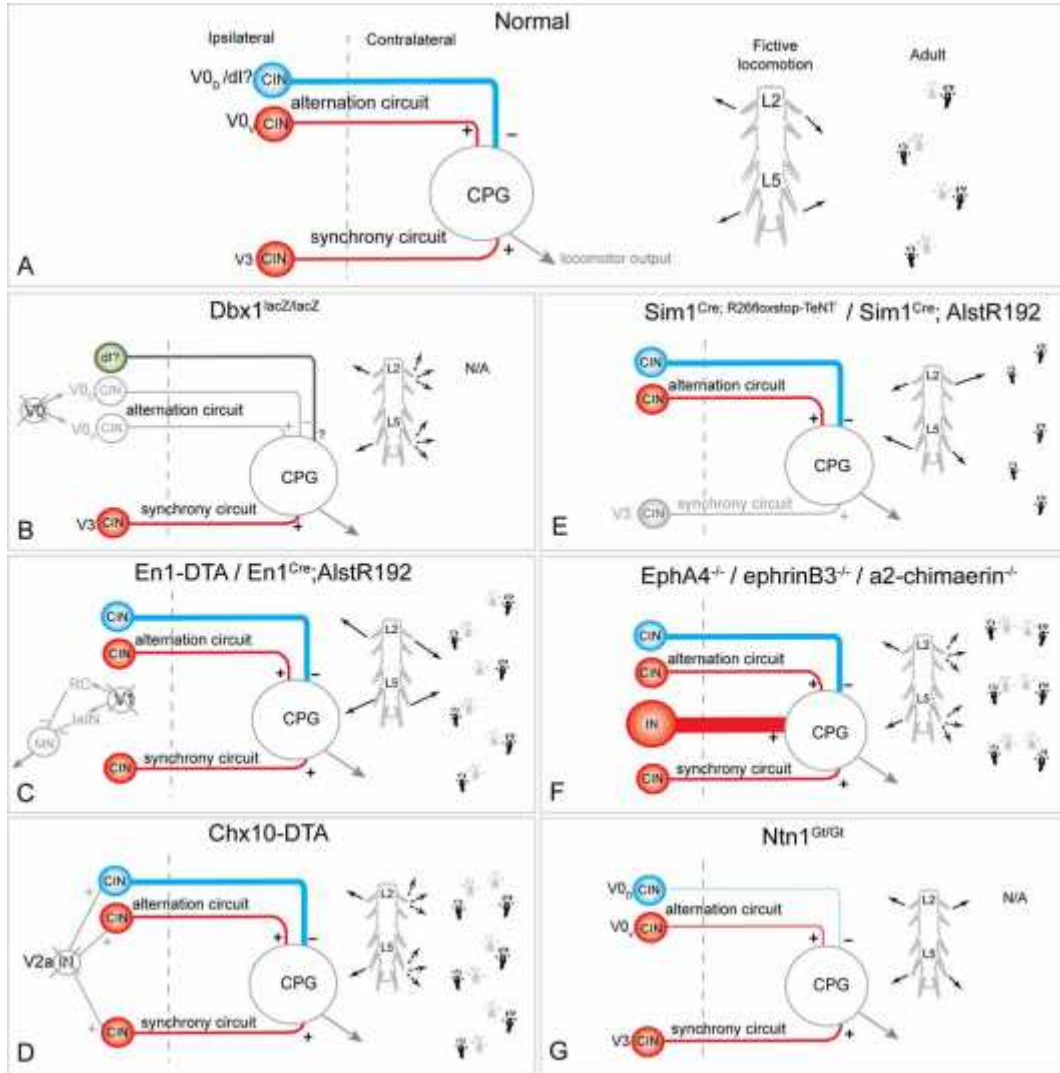 Normal
Ipsilateral
Contralateral
Fictive locomotion
Adult
V0D /dI?
CIN
alternation circuit
V0V
CIN
+
−
L2
L5
CPG
synchrony circuit
V3
CIN
+
locomotor output
A
Dbx1lacZ/lacZ
dI?
V0
V0D
CIN
alternation circuit
V0V
CIN
+
−
?
CPG
L2
L5
N/A
synchrony circuit
V3
CIN
+
B
Sim1Cre; R26floxstop-TeNT / Sim1Cre; AlstR192
CIN
alternation circuit
CIN
+
−
CPG
L2
L5
synchrony circuit
V3
CIN
+
E
En1-DTA / En1Cre;AlstR192
CIN
alternation circuit
CIN
+
−
RC
V1
IaIN
MN
CPG
L2
L5
synchrony circuit
CIN
+
C
EphA4-/- / ephrinB3-/- / a2-chimaerin-/-
CIN
alternation circuit
CIN
+
−
IN
+
CPG
L2
L5
synchrony circuit
CIN
+
F
Chx10-DTA
CIN
+
alternation circuit
CIN
+
+
−
V2a
IN
CPG
L2
L5
+
synchrony circuit
CIN
+
D
Ntn1Gt/Gt
V0D
CIN
alternation circuit
V0V
CIN
+
−
CPG
L2
L5
N/A
synchrony circuit
V3
CIN
+
G